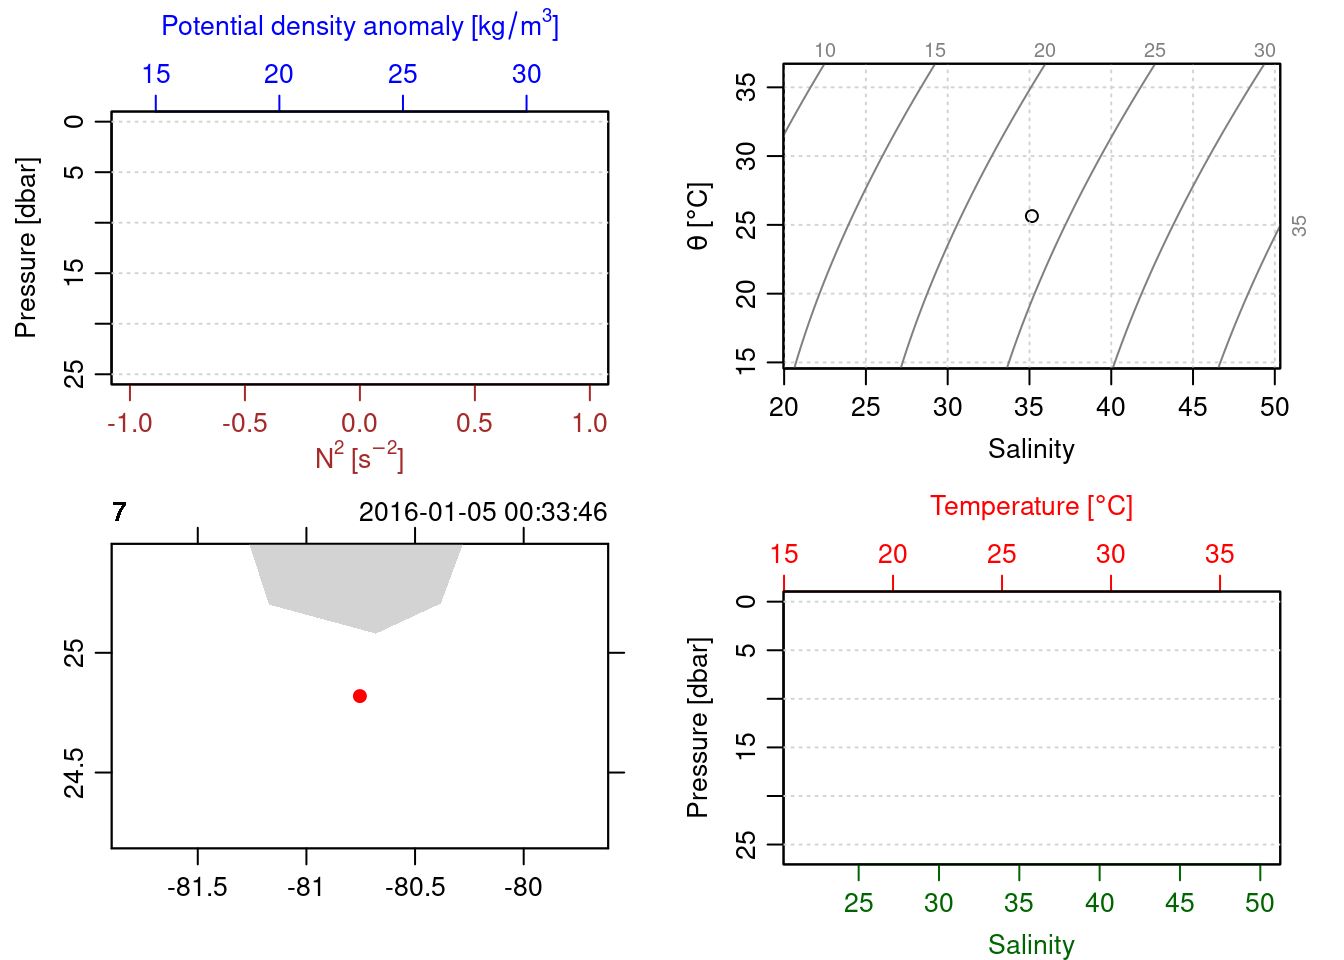 Potential density anomaly [kg/m³]
15 20 25 30
0
5
15
25
Pressure [dbar]
-1.0 -0.5 0.0 0.5 1.0
N² [s⁻²]
10 15 20 25 30
35
35
30
25
20
15
θ [°C]
20 25 30 35 40 45 50
Salinity
7 2016-01-05 00:33:46
25
24.5
-81.5 -81 -80.5 -80
Temperature [°C]
15 20 25 30 35
0
5
15
25
Pressure [dbar]
25 30 35 40 45 50
Salinity